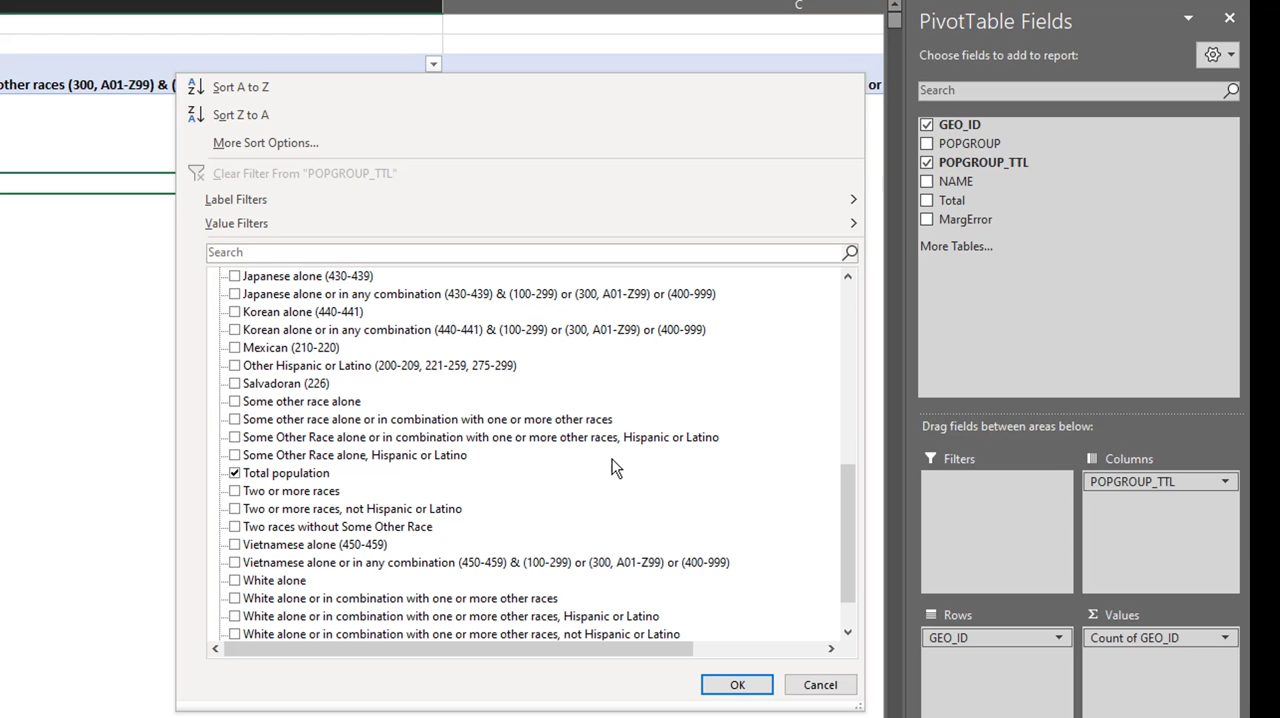 C
other races (300, A01-Z99) & (
or
Sort A to Z
Sort Z to A
More Sort Options...
Clear Filter From "POPGROUP_TTL"
Label Filters
Value Filters
Search
Japanese alone (430-439)
Japanese alone or in any combination (430-439) & (100-299) or (300, A01-Z99) or (400-999)
Korean alone (440-441)
Korean alone or in any combination (440-441) & (100-299) or (300, A01-Z99) or (400-999)
Mexican (210-220)
Other Hispanic or Latino (200-209, 221-259, 275-299)
Salvadoran (226)
Some other race alone
Some other race alone or in combination with one or more other races
Some Other Race alone or in combination with one or more other races, Hispanic or Latino
Some Other Race alone, Hispanic or Latino
Total population
Two or more races
Two or more races, not Hispanic or Latino
Two races without Some Other Race
Vietnamese alone (450-459)
Vietnamese alone or in any combination (450-459) & (100-299) or (300, A01-Z99) or (400-999)
White alone
White alone or in combination with one or more other races
White alone or in combination with one or more other races, Hispanic or Latino
White alone or in combination with one or more other races, not Hispanic or Latino
OK
Cancel
PivotTable Fields
Choose fields to add to report:
Search
GEO_ID
POPGROUP
POPGROUP_TTL
NAME
Total
MargError
More Tables...
Drag fields between areas below:
Filters
Columns
POPGROUP_TTL
Rows
Σ Values
GEO_ID
Count of GEO_ID